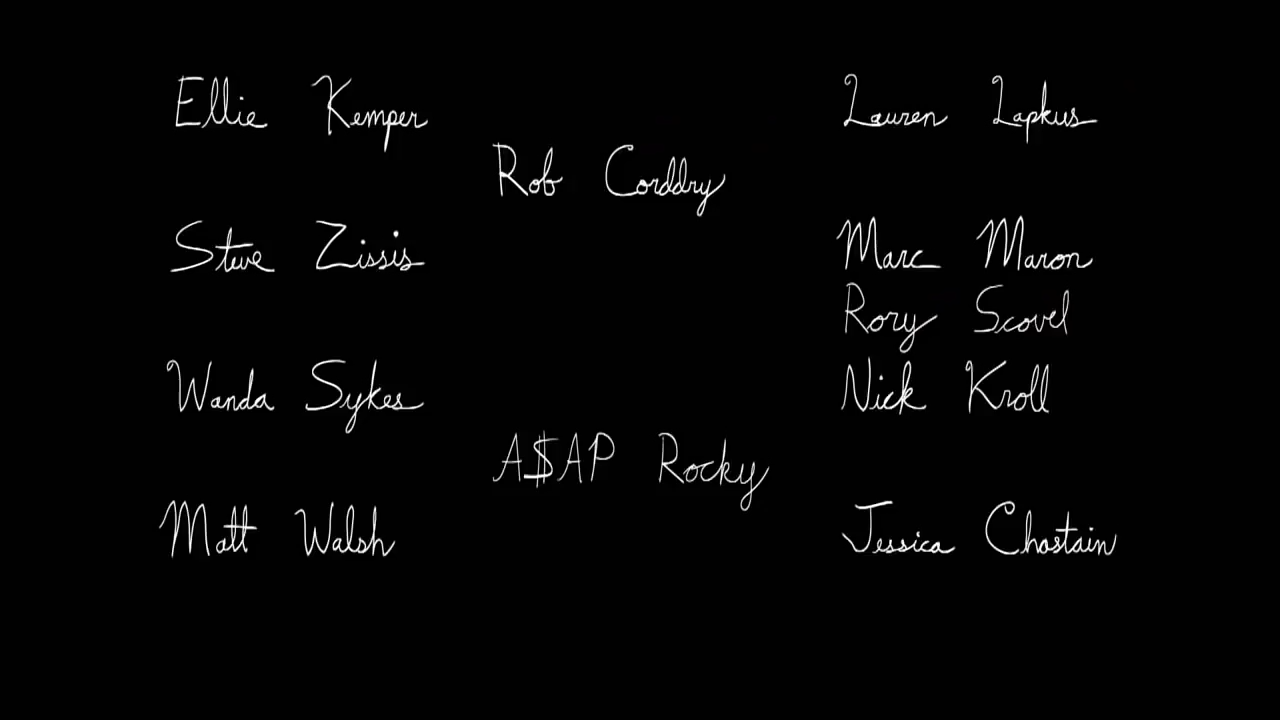 Ellie Kemper
Lauren Lapkus
Rob Corddry
Steve Zissis
Marc Maron
Rory Scovel
Wanda Sykes
Nick Kroll
A$AP Rocky
Matt Walsh
Jessica Chastain